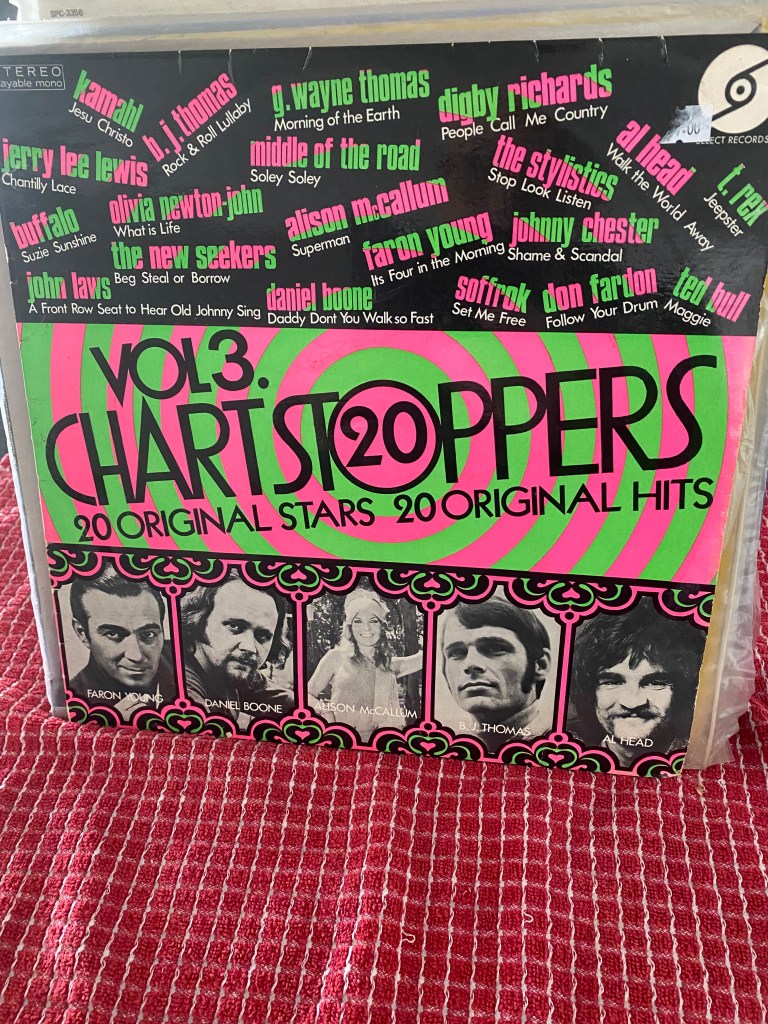 SPC-3356
STEREO
playable mono
kamahl
Jesu Christo
b. j. thomas
Rock & Roll Lullaby
g. wayne thomas
Morning of the Earth
digby richards
People Call Me Country
.00
SELECT RECORDS
jerry lee lewis
Chantilly Lace
middle of the road
Soley Soley
the stylistics
Stop Look Listen
al head
Walk the World Away
t. rex
Jeepster
buffalo
Suzie Sunshine
olivia newton-john
What is Life
alison mcCallum
Superman
faron young
Its Four in the Morning
johnny chester
Shame & Scandal
the new seekers
Beg Steal or Borrow
john laws
A Front Row Seat to Hear Old Johnny Sing
daniel boone
Daddy Dont You Walk so Fast
soffrok
Set Me Free
don fardon
Follow Your Drum
ted bull
Maggie
VOL3.
CHARTSTOPPERS
20
20 ORIGINAL STARS 20 ORIGINAL HITS
FARON YOUNG
DANIEL BOONE
ALISON McCALLUM
B. J. THOMAS
AL HEAD